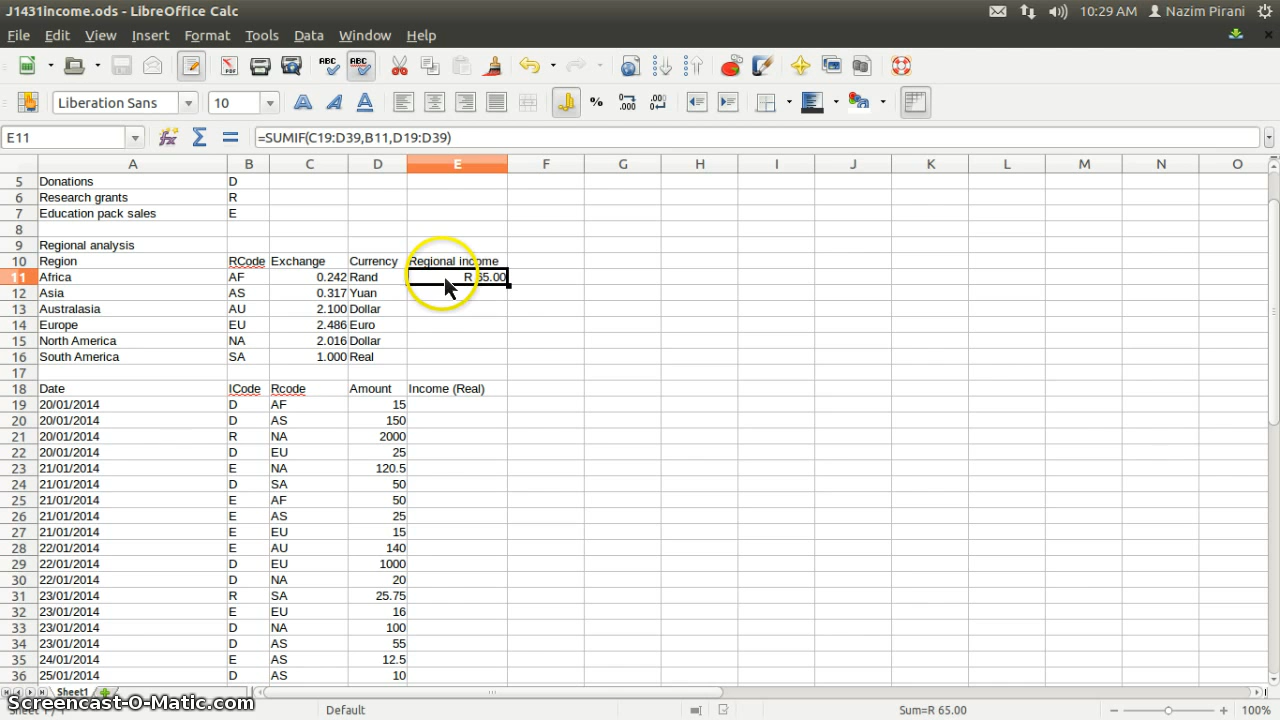 J1431income.ods - LibreOffice Calc
10:29 AM Nazim Pirani
File Edit View Insert Format Tools Data Window Help
Liberation Sans 10
E11 =SUMIF(C19:D39,B11,D19:D39)
A B C D E F G H I J K L M N O
5 Donations D
6 Research grants R
7 Education pack sales E
8
9 Regional analysis
10 Region RCode Exchange Currency Regional income
11 Africa AF 0.242 Rand R 65.00
12 Asia AS 0.317 Yuan
13 Australasia AU 2.100 Dollar
14 Europe EU 2.486 Euro
15 North America NA 2.016 Dollar
16 South America SA 1.000 Real
17
18 Date ICode Rcode Amount Income (Real)
19 20/01/2014 D AF 15
20 20/01/2014 D AS 150
21 20/01/2014 R NA 2000
22 20/01/2014 D EU 25
23 21/01/2014 E NA 120.5
24 21/01/2014 D SA 50
25 21/01/2014 E AF 50
26 21/01/2014 E AS 25
27 21/01/2014 E EU 15
28 22/01/2014 E AU 140
29 22/01/2014 D EU 1000
30 22/01/2014 D NA 20
31 23/01/2014 R SA 25.75
32 23/01/2014 E EU 16
33 23/01/2014 D NA 100
34 23/01/2014 D AS 55
35 24/01/2014 E AS 12.5
36 25/01/2014 D AS 10
Sheet1
Screencast-O-Matic.com
Default Sum=R 65.00 100%